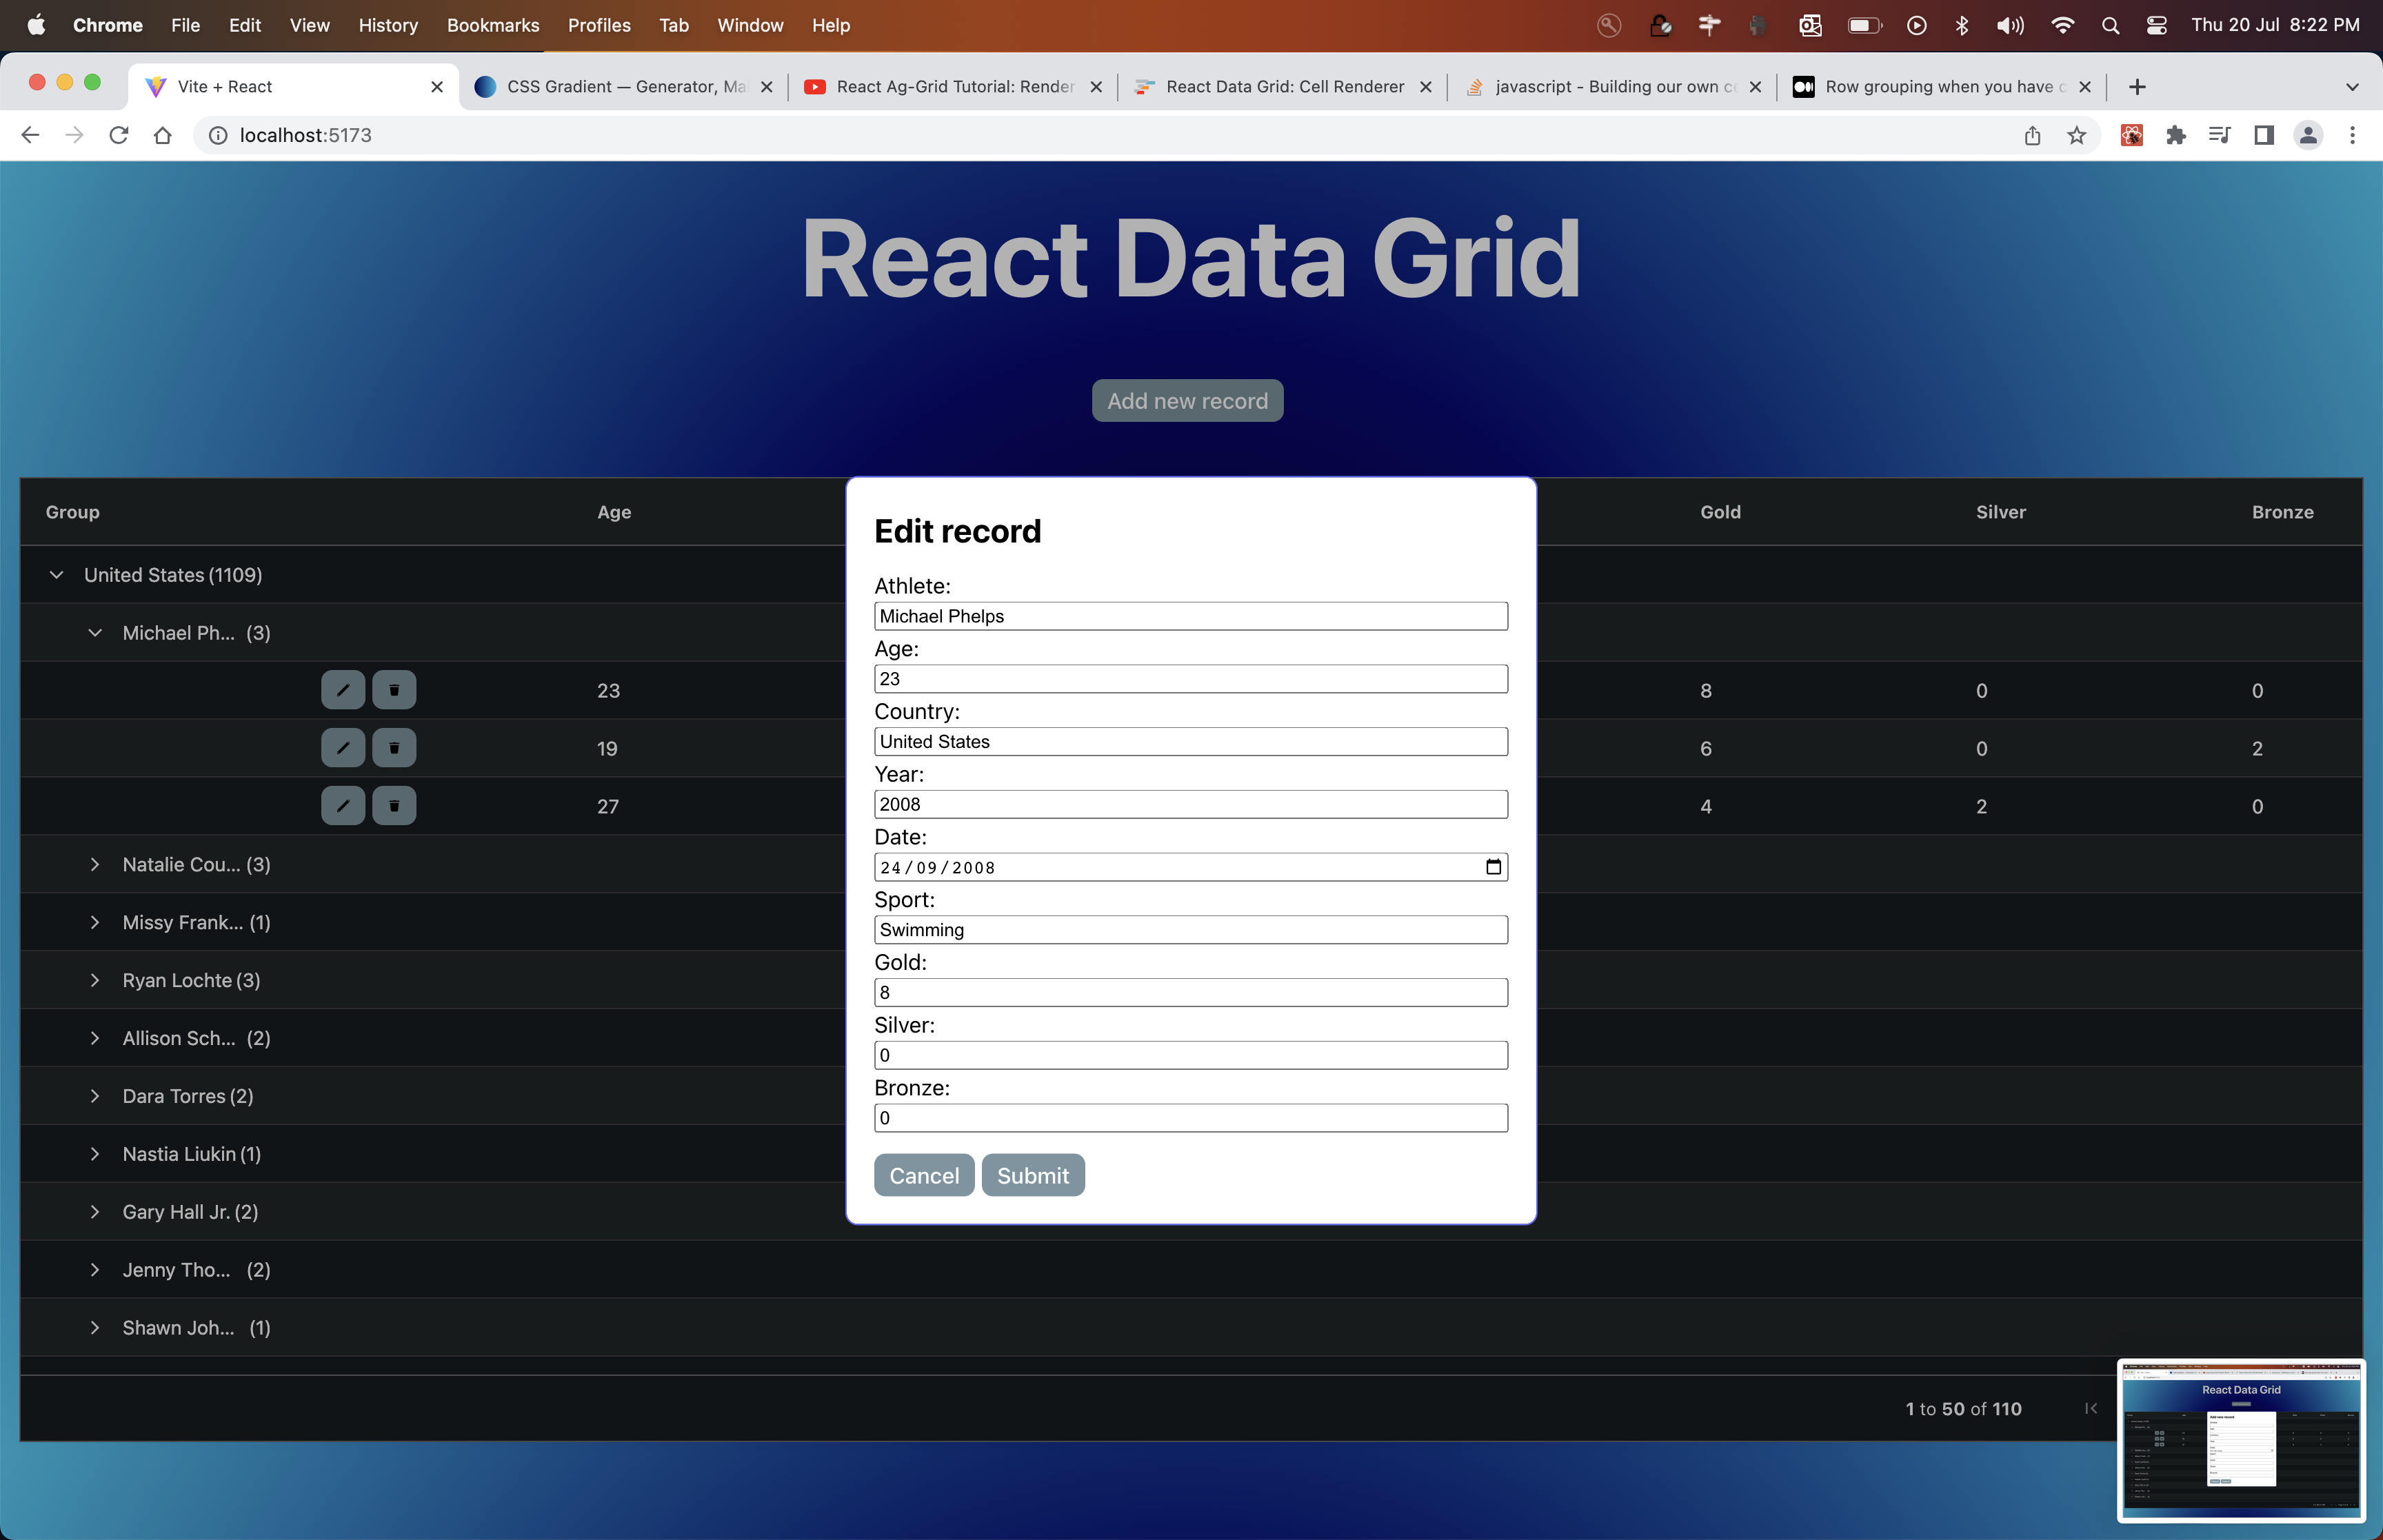 Chrome File Edit View History Bookmarks Profiles Tab Window Help Thu 20 Jul 8:22 PM
Vite + React CSS Gradient — Generator, Ma React Ag-Grid Tutorial: Render React Data Grid: Cell Renderer javascript - Building our own ce Row grouping when you have
localhost:5173
React Data Grid
Add new record
Group Age Gold Silver Bronze
United States (1109)
Michael Ph... (3)
23 8 0 0
19 6 0 2
27 4 2 0
Natalie Cou... (3)
Missy Frank... (1)
Ryan Lochte (3)
Allison Sch... (2)
Dara Torres (2)
Nastia Liukin (1)
Gary Hall Jr. (2)
Jenny Tho... (2)
Shawn Joh... (1)
Edit record
Athlete:
Michael Phelps
Age:
23
Country:
United States
Year:
2008
Date:
24/09/2008
Sport:
Swimming
Gold:
8
Silver:
0
Bronze:
0
Cancel Submit
1 to 50 of 110
React Data Grid
Add new record